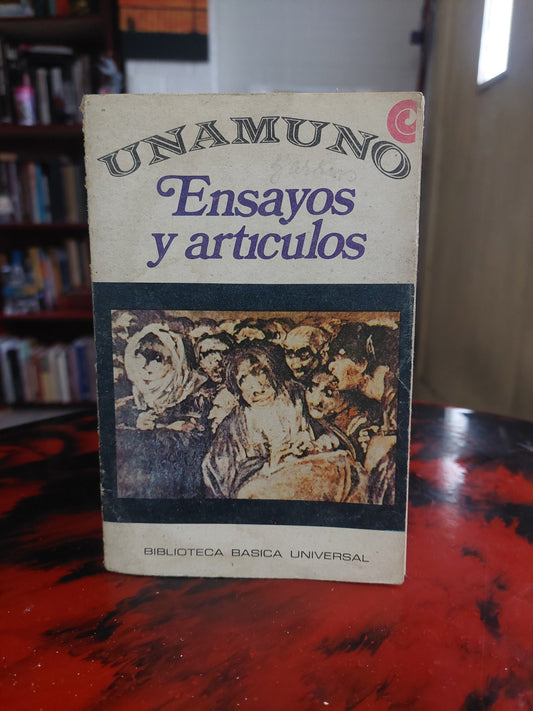 UNAMUNO
Ensayos
y artículos
BIBLIOTECA BASICA UNIVERSAL